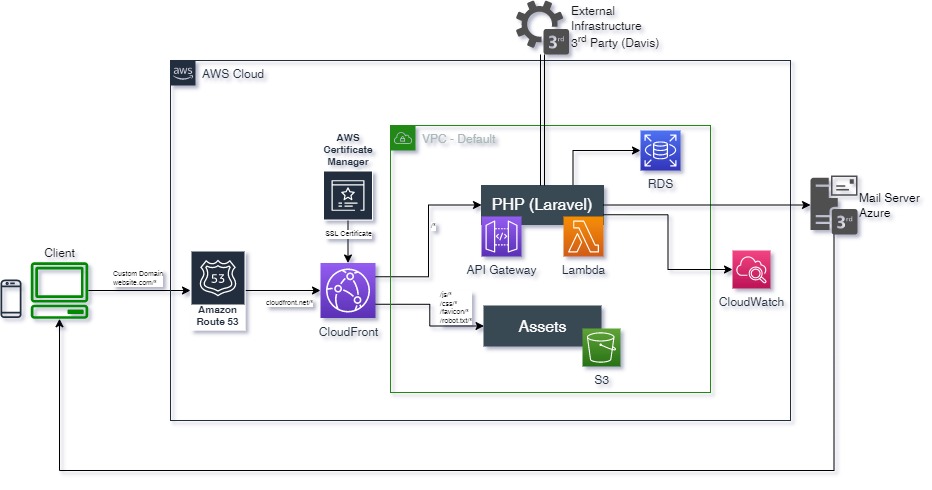 External
Infrastructure
3rd Party (Davis)
3rd
aws
AWS Cloud
VPC - Default
AWS
Certificate
Manager
SSL Certificate
RDS
PHP (Laravel)
/*
API Gateway
Lambda
Mail Server
Azure
3rd
Client
Custom Domain
website.com/*
53
Amazon
Route 53
cloudfront.net/*
CloudFront
/js/*
/css/*
/favicon/*
/robot.txt/*
Assets
S3
CloudWatch